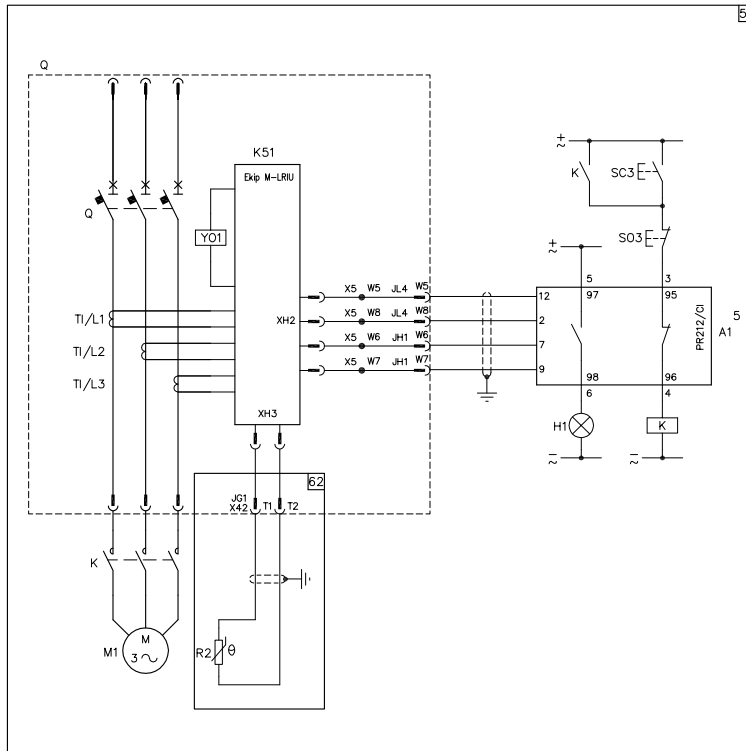 5
Q
K51
Ekip M-LRIU
YO1
Q
TI/L1
TI/L2
TI/L3
XH2
XH3
X5 W5 JL4 W5
X5 W8 JL4 W8
X5 W6 JH1 W6
X5 W7 JH1 W7
+
~
K
SC3
SO3
+
~
5 3
12 97 95
2
7
9
PR212/CI
5
A1
98 96
6 4
H1
K
–
~
–
~
62
JG1
X42 T1 T2
K
M1
M
3 ~
R2 θ